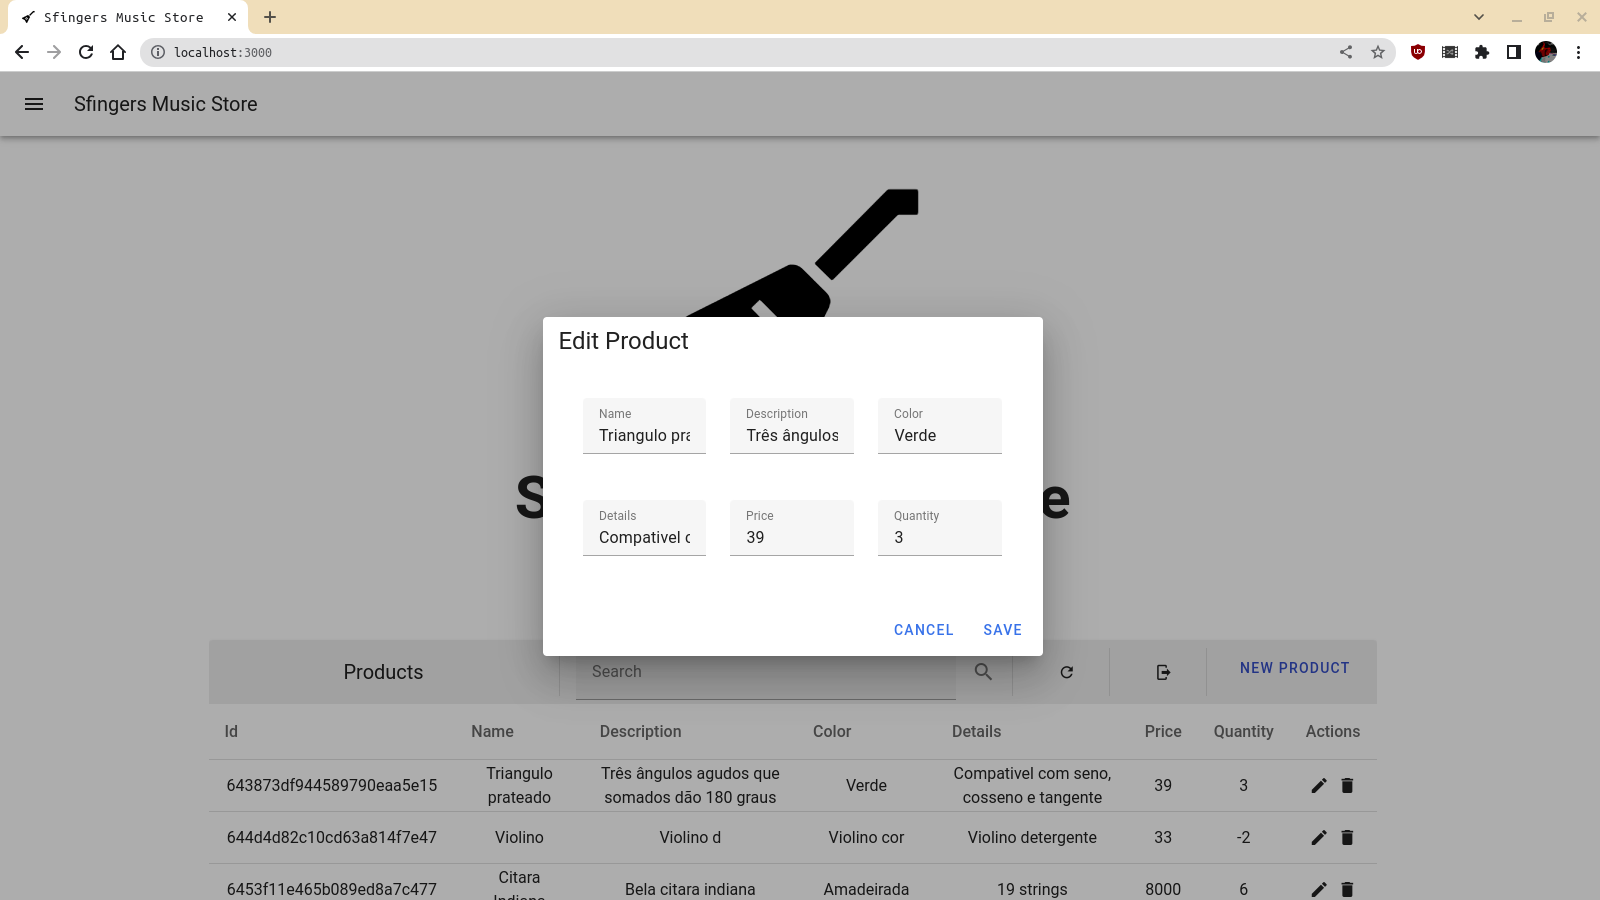 Sfingers Music Store
localhost:3000
Sfingers Music Store
S
e
Edit Product
Name
Description
Color
Triangulo pra
Três ângulos
Verde
Details
Price
Quantity
Compativel c
39
3
CANCEL
SAVE
Products
Search
NEW PRODUCT
Id
Name
Description
Color
Details
Price
Quantity
Actions
643873df944589790eaa5e15
Triangulo
prateado
Três ângulos agudos que
somados dão 180 graus
Verde
Compativel com seno,
cosseno e tangente
39
3
644d4d82c10cd63a814f7e47
Violino
Violino d
Violino cor
Violino detergente
33
-2
6453f11e465b089ed8a7c477
Citara
Indiana
Bela citara indiana
Amadeirada
19 strings
8000
6